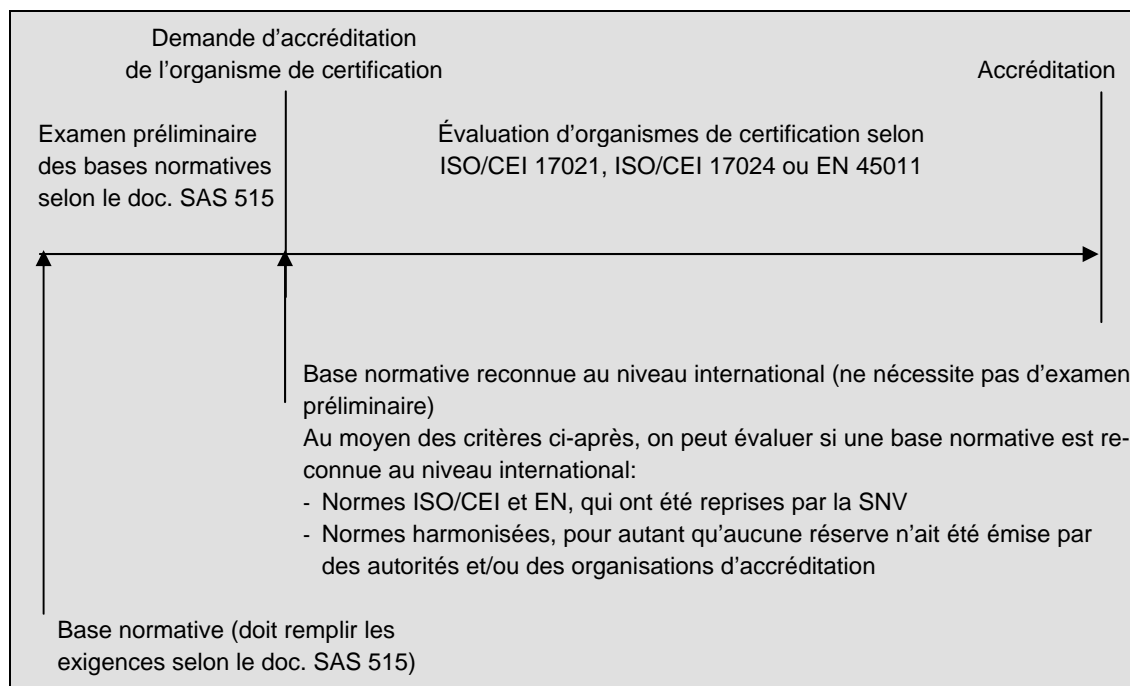 Demande d’accréditation
de l’organisme de certification
Accréditation
Examen préliminaire
des bases normatives
selon le doc. SAS 515
Évaluation d’organismes de certification selon
ISO/CEI 17021, ISO/CEI 17024 ou EN 45011
Base normative reconnue au niveau international (ne nécessite pas d’examen
préliminaire)
Au moyen des critères ci-après, on peut évaluer si une base normative est re-
connue au niveau international:
- Normes ISO/CEI et EN, qui ont été reprises par la SNV
- Normes harmonisées, pour autant qu’aucune réserve n’ait été émise par
des autorités et/ou des organisations d’accréditation
Base normative (doit remplir les
exigences selon le doc. SAS 515)